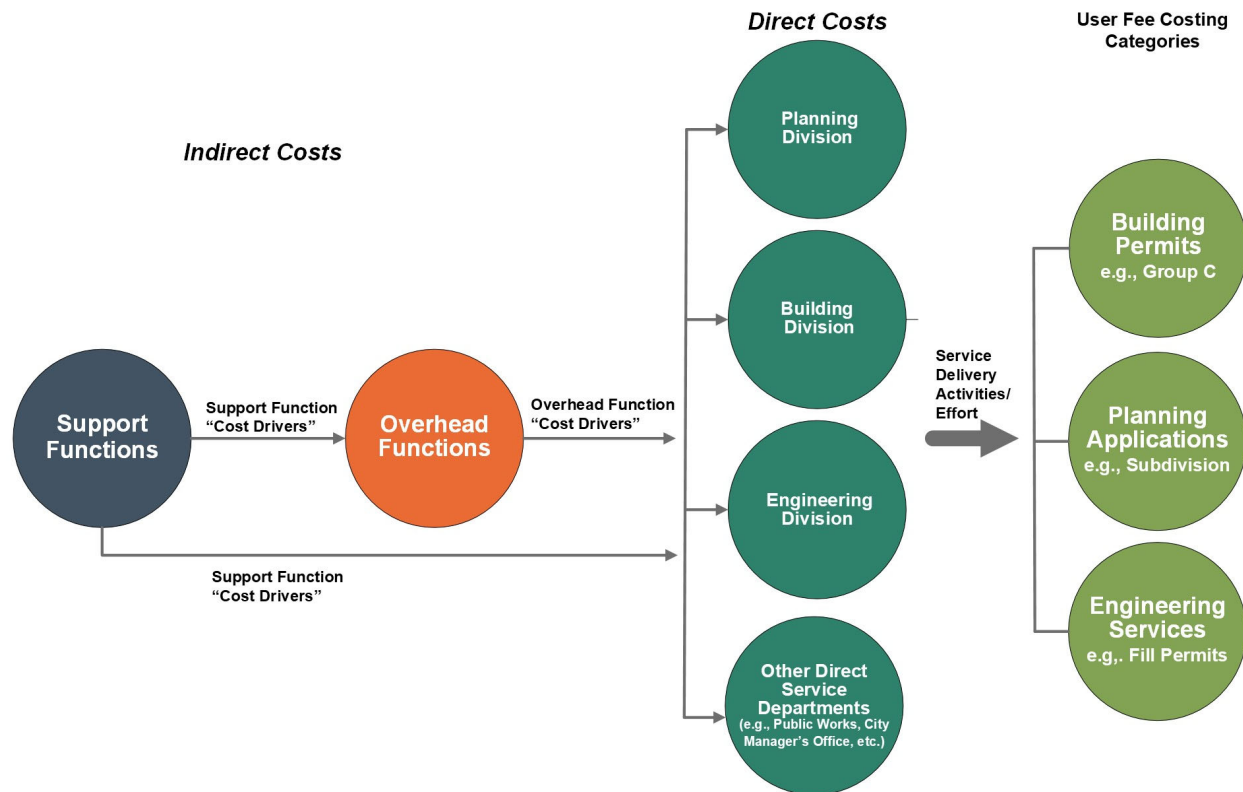 Direct Costs
User Fee Costing
Categories
Indirect Costs
Planning
Division
Building
Division
Engineering
Division
Other Direct
Service
Departments
(e.g., Public Works, City
Manager's Office, etc.)
Support
Functions
Support Function
“Cost Drivers”
Overhead
Functions
Overhead Function
“Cost Drivers”
Support Function
“Cost Drivers”
Service
Delivery
Activities/
Effort
Building
Permits
e.g., Group C
Planning
Applications
e.g., Subdivision
Engineering
Services
e.g,. Fill Permits